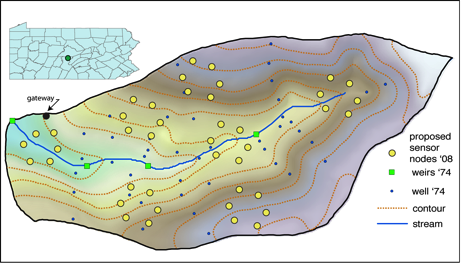 gateway
proposed
sensor
nodes '08
weirs '74
well '74
contour
stream